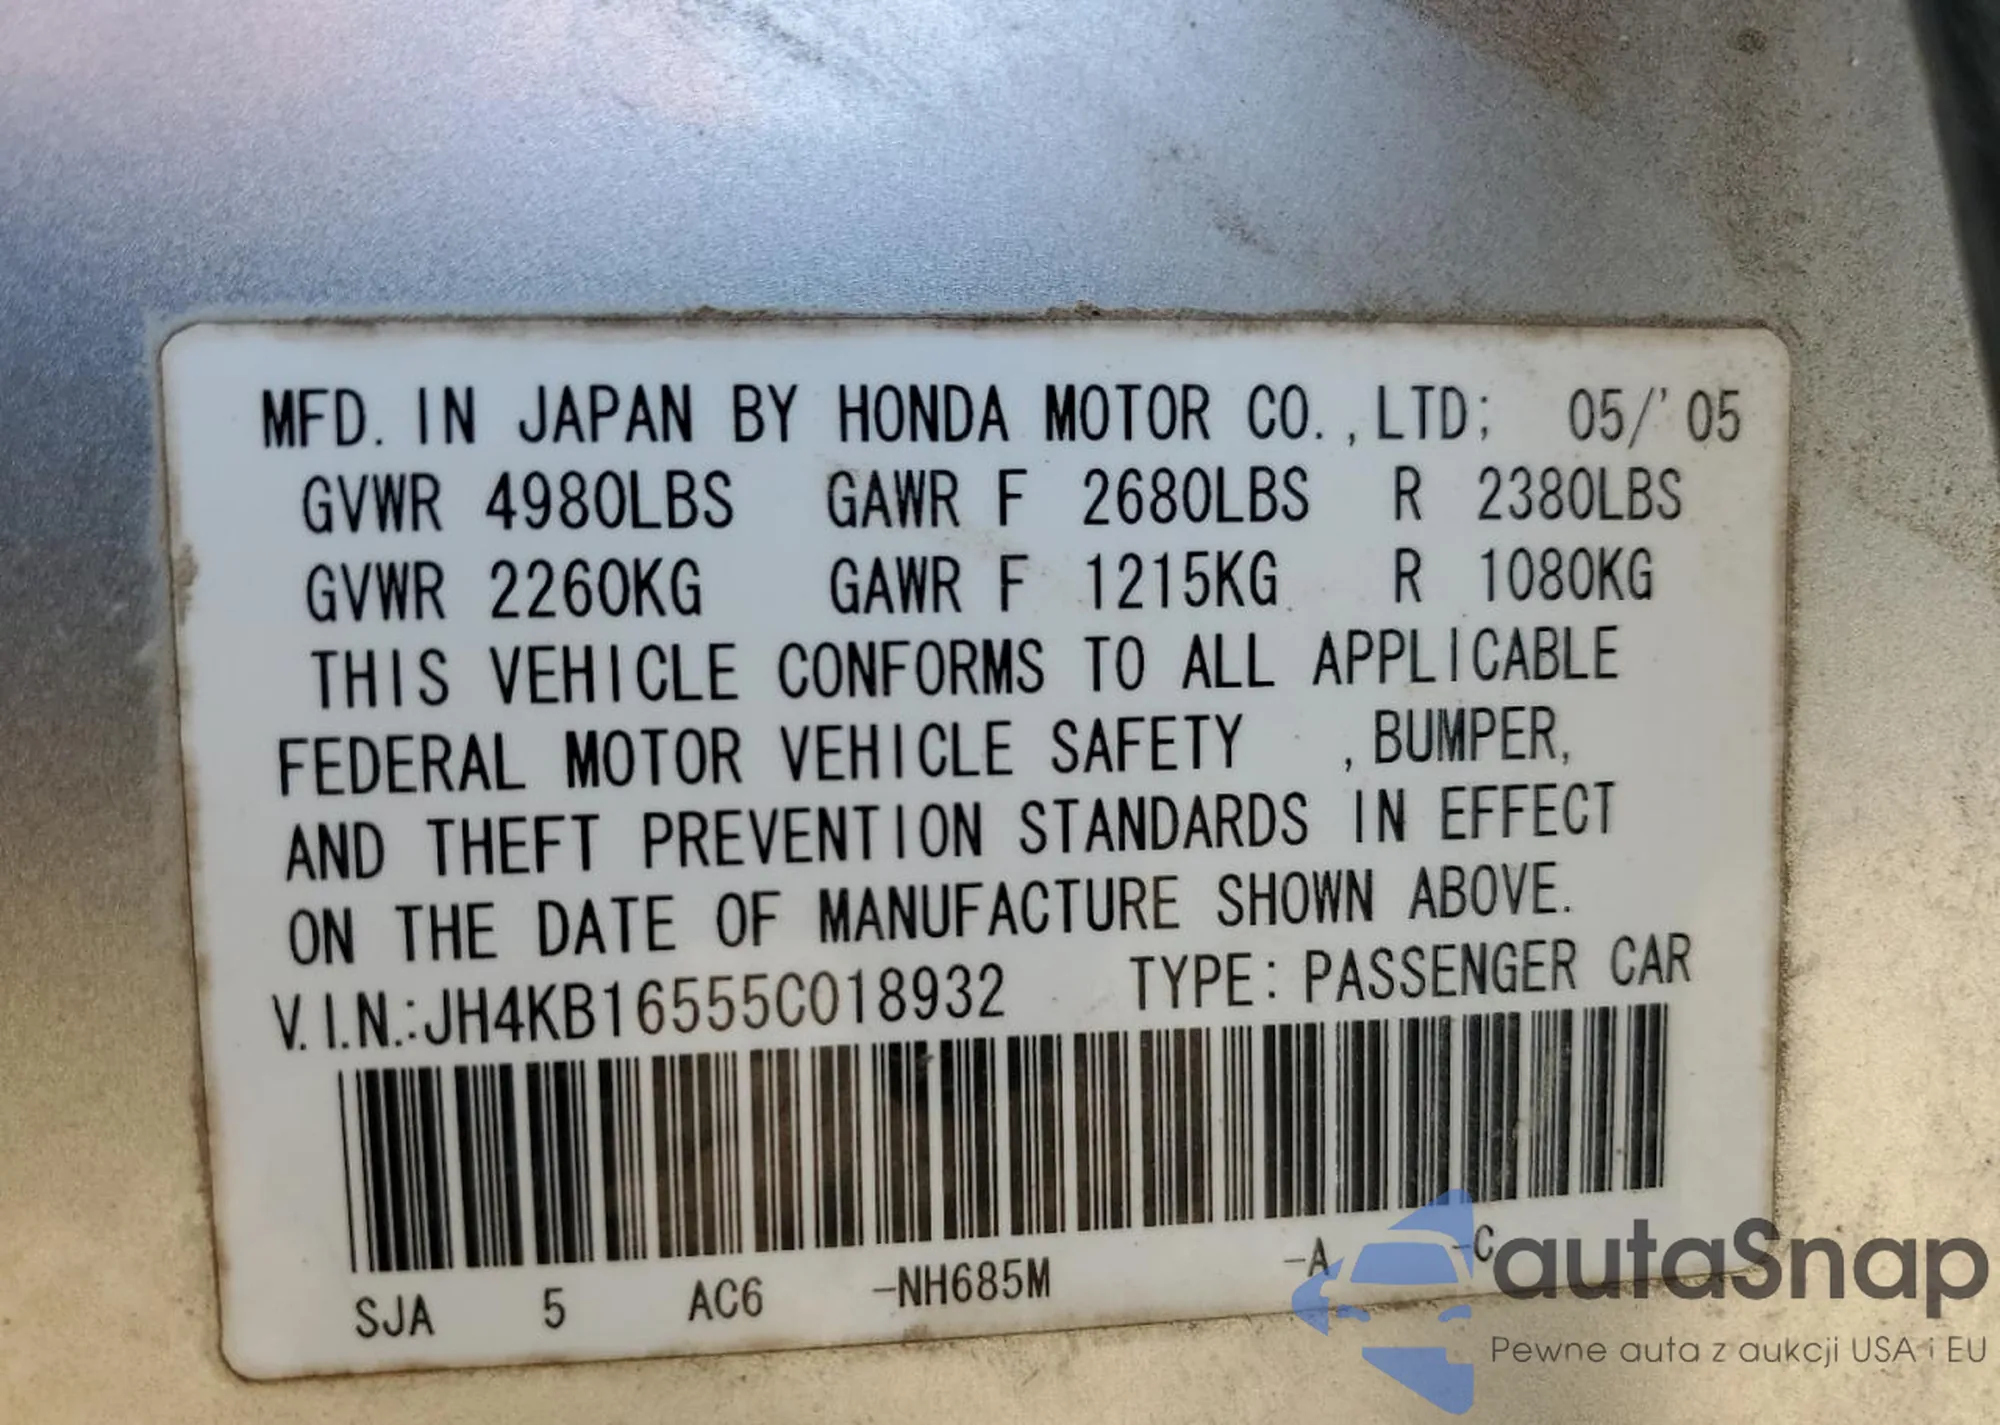 MFD. IN JAPAN BY HONDA MOTOR CO.,LTD; 05/'05
GVWR 4980LBS GAWR F 2680LBS R 2380LBS
GVWR 2260KG GAWR F 1215KG R 1080KG
THIS VEHICLE CONFORMS TO ALL APPLICABLE
FEDERAL MOTOR VEHICLE SAFETY , BUMPER,
AND THEFT PREVENTION STANDARDS IN EFFECT
ON THE DATE OF MANUFACTURE SHOWN ABOVE.
V.I.N.:JH4KB16555C018932 TYPE: PASSENGER CAR
SJA 5 AC6 -NH685M -A -C
autaSnap
Pewne auta z aukcji USA i EU